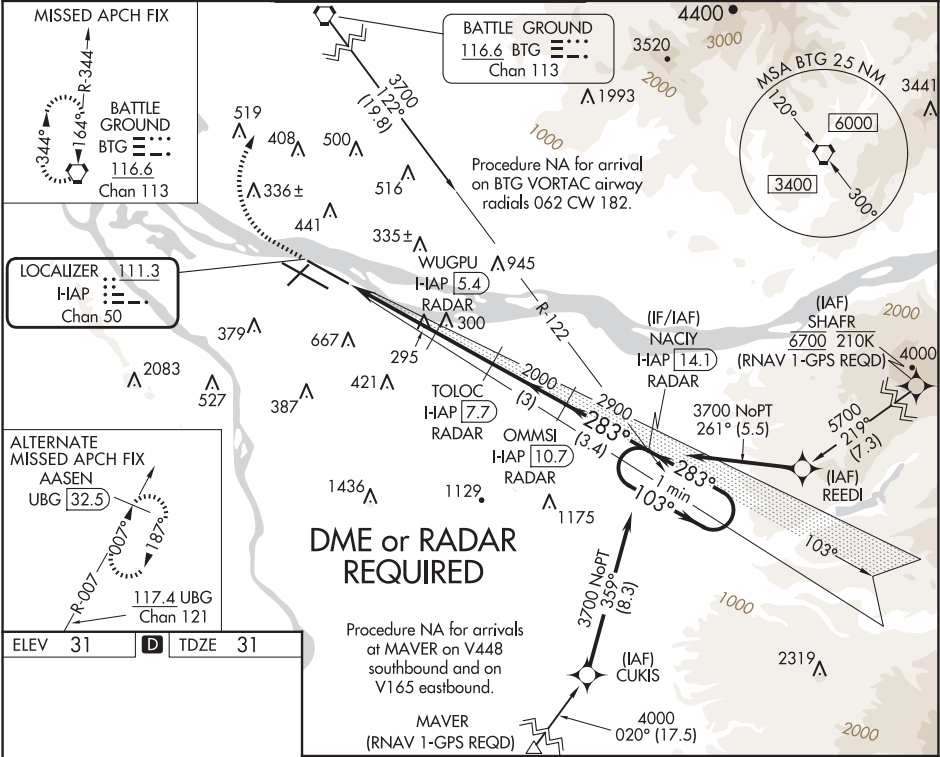 MISSED APCH FIX
R-344
344°
164°
BATTLE
GROUND
BTG
116.6
Chan 113
BATTLE GROUND
116.6 BTG
Chan 113
3700
122°
(19.8)
4400
3520
3000
2000
1000
1993
3441
MSA BTG 25 NM
120°
6000
3400
300°
Procedure NA for arrival
on BTG VORTAC airway
radials 062 CW 182.
519
408
500
516
336 ±
441
335 ±
945
LOCALIZER 111.3
I-IAP
Chan 50
WUGPU
I-IAP 5.4
RADAR
300
295
R-122
379
667
2083
527
387
421
TOLOC
I-IAP 7.7
RADAR
2000
(3)
OMMSI
I-IAP 10.7
RADAR
2900
(3.4)
283°
(IF/IAF)
NACIY
I-IAP 14.1
RADAR
(IAF)
SHAFR
6700 210K
(RNAV 1-GPS REQD)
2000
4000
5700
219°
(7.3)
3700 NoPT
261° (5.5)
(IAF)
REEDI
283°
1 min
103°
103°
ALTERNATE
MISSED APCH FIX
AASEN
UBG 32.5
R-007
007°
187°
117.4 UBG
Chan 121
1436
1129
1175
DME or RADAR
REQUIRED
3700 NoPT
359°
(8.3)
1000
2319
2000
Procedure NA for arrivals
at MAVER on V448
southbound and on
V165 eastbound.
(IAF)
CUKIS
MAVER
(RNAV 1-GPS REQD)
4000
020° (17.5)
ELEV 31 D TDZE 31